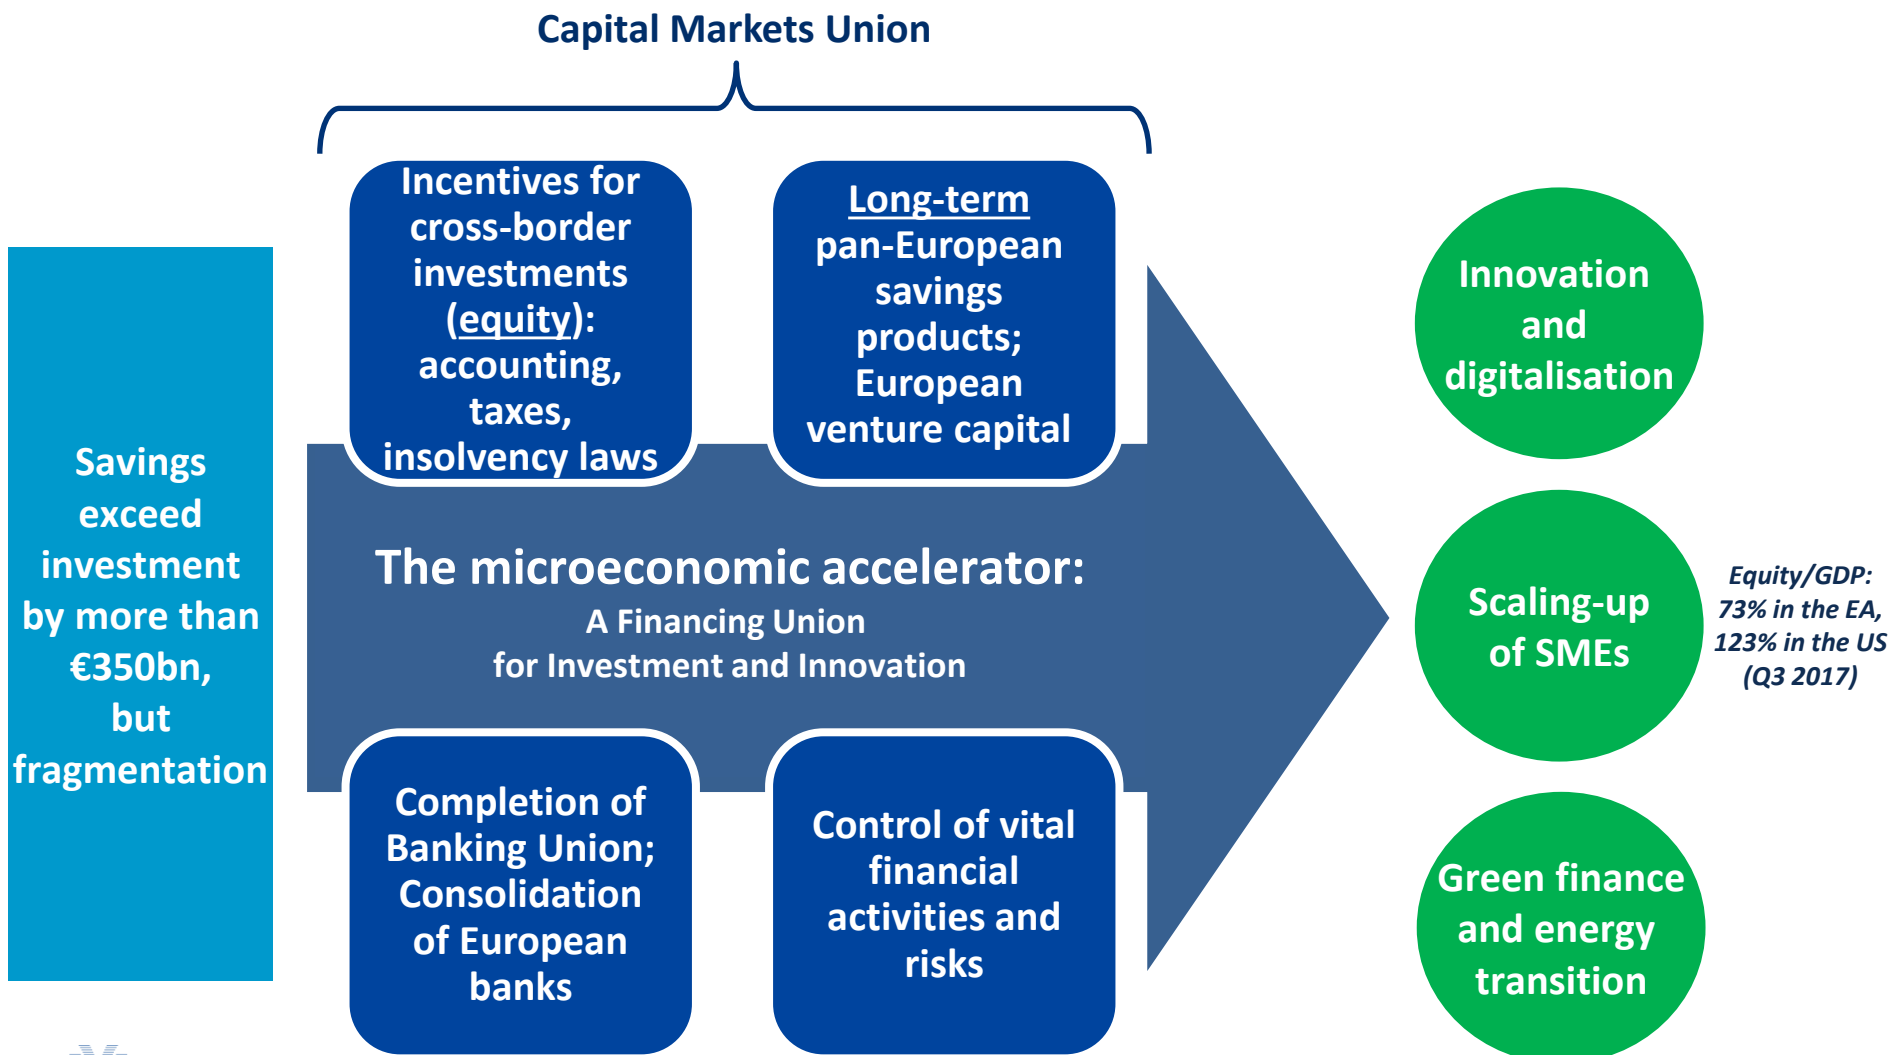 Capital Markets Union
Savings
exceed
investment
by more than
€350bn,
but
fragmentation
Incentives for
cross-border
investments
(equity):
accounting,
taxes,
insolvency laws
Long-term
pan-European
savings
products;
European
venture capital
The microeconomic accelerator:
A Financing Union
for Investment and Innovation
Completion of
Banking Union;
Consolidation
of European
banks
Control of vital
financial
activities and
risks
Innovation
and
digitalisation
Scaling-up
of SMEs
Equity/GDP:
73% in the EA,
123% in the US
(Q3 2017)
Green finance
and energy
transition